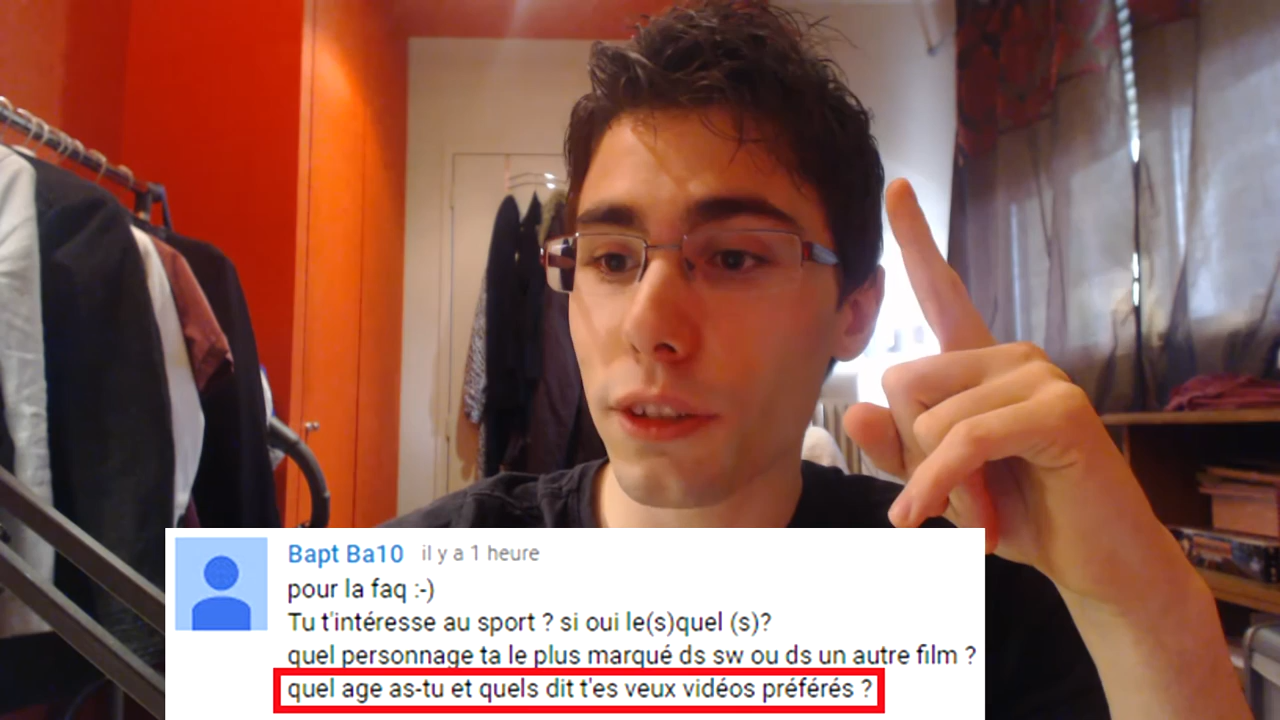 Bapt Ba10 il y a 1 heure
pour la faq :-)
Tu t'intéresse au sport ? si oui le(s)quel (s)?
quel personnage ta le plus marqué ds sw ou ds un autre film ?
quel age as-tu et quels dit t'es veux vidéos préférés ?